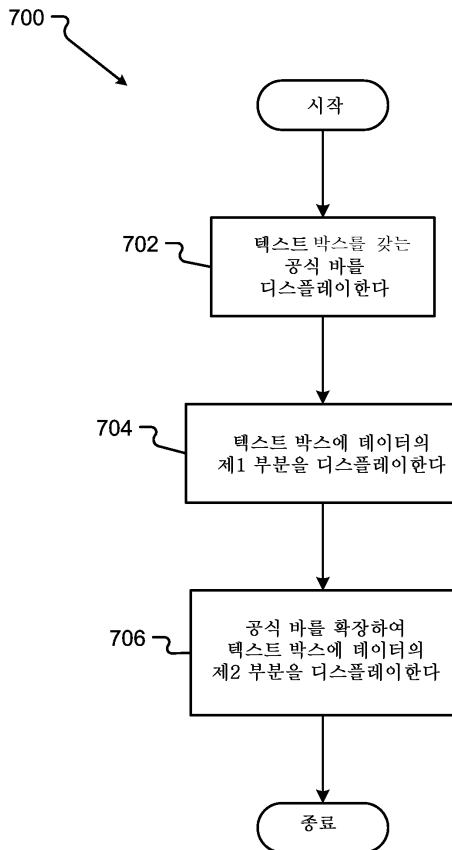 700
시작
702
텍스트 박스를 갖는
공식 바를
디스플레이한다
704
텍스트 박스에 데이터의
제1 부분을 디스플레이한다
706
공식 바를 확장하여
텍스트 박스에 데이터의
제2 부분을 디스플레이한다
종료